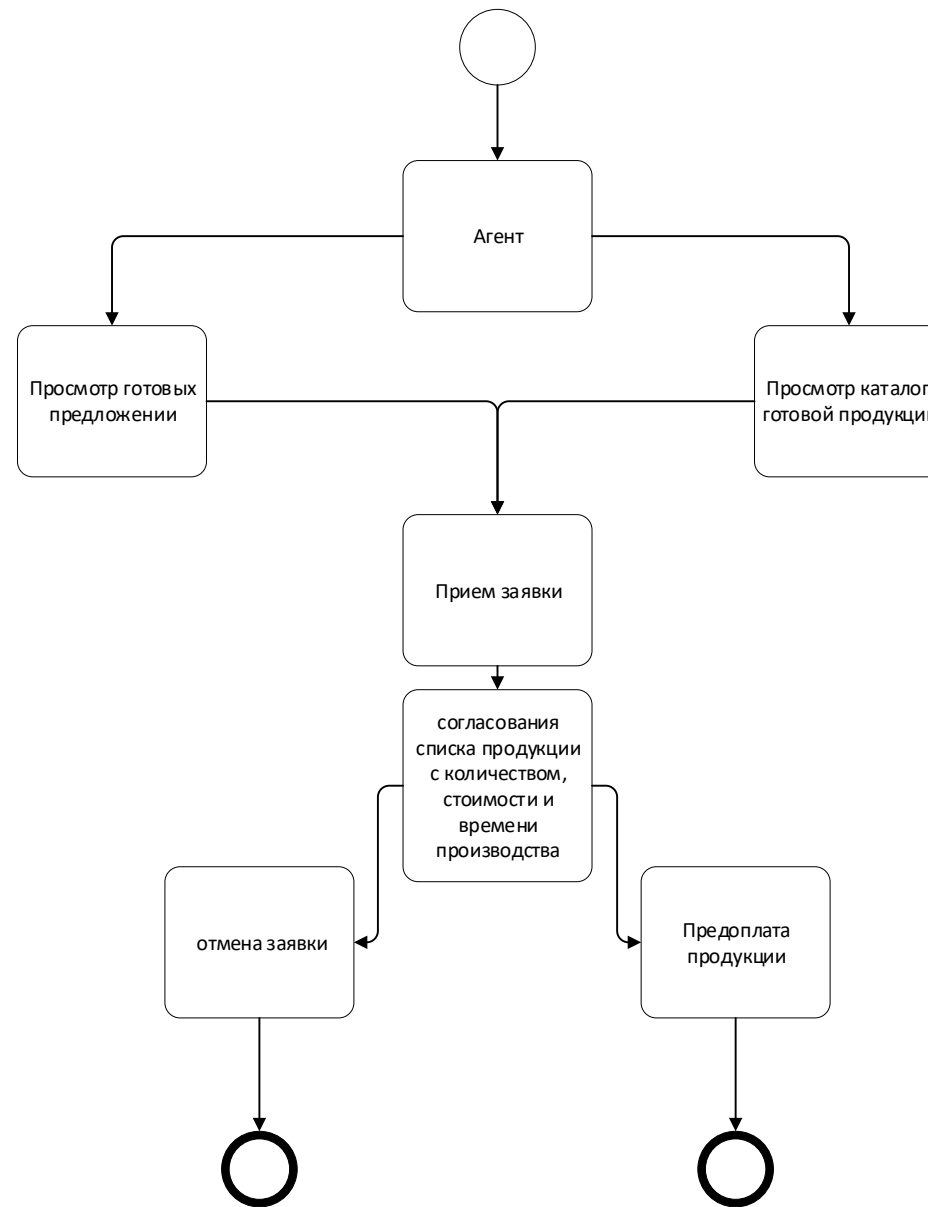 Агент
Просмотр готовых
предложении
Просмотр каталог
готовой продукци
Прием заявки
согласования
списка продукции
с количеством,
стоимости и
времени
производства
отмена заявки
Предоплата
продукции